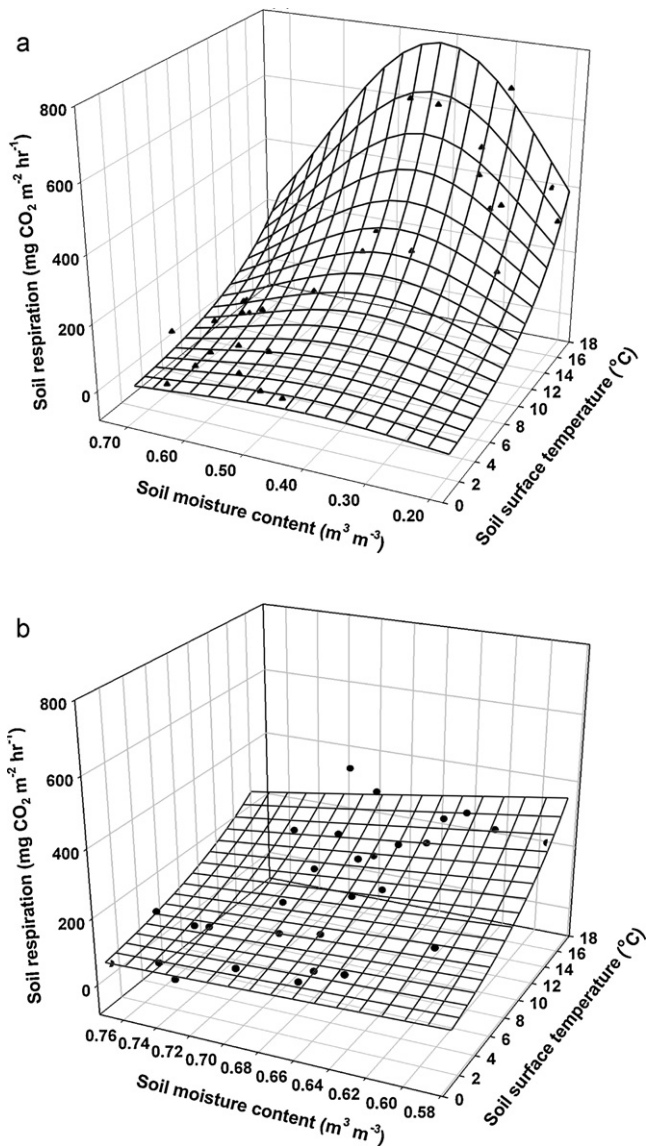 a
800
600
400
200
0
Soil respiration (mg CO2 m-2 hr-1)
0.70 0.60 0.50 0.40 0.30 0.20
Soil moisture content (m3 m-3)
0 2 4 6 8 10 12 14 16 18
Soil surface temperature (oC)
b
800
600
400
200
0
Soil respiration (mg CO2 m-2 hr-1)
0.76 0.74 0.72 0.70 0.68 0.66 0.64 0.62 0.60 0.58
Soil moisture content (m3 m-3)
0 2 4 6 8 10 12 14 16 18
Soil surface temperature (oC)